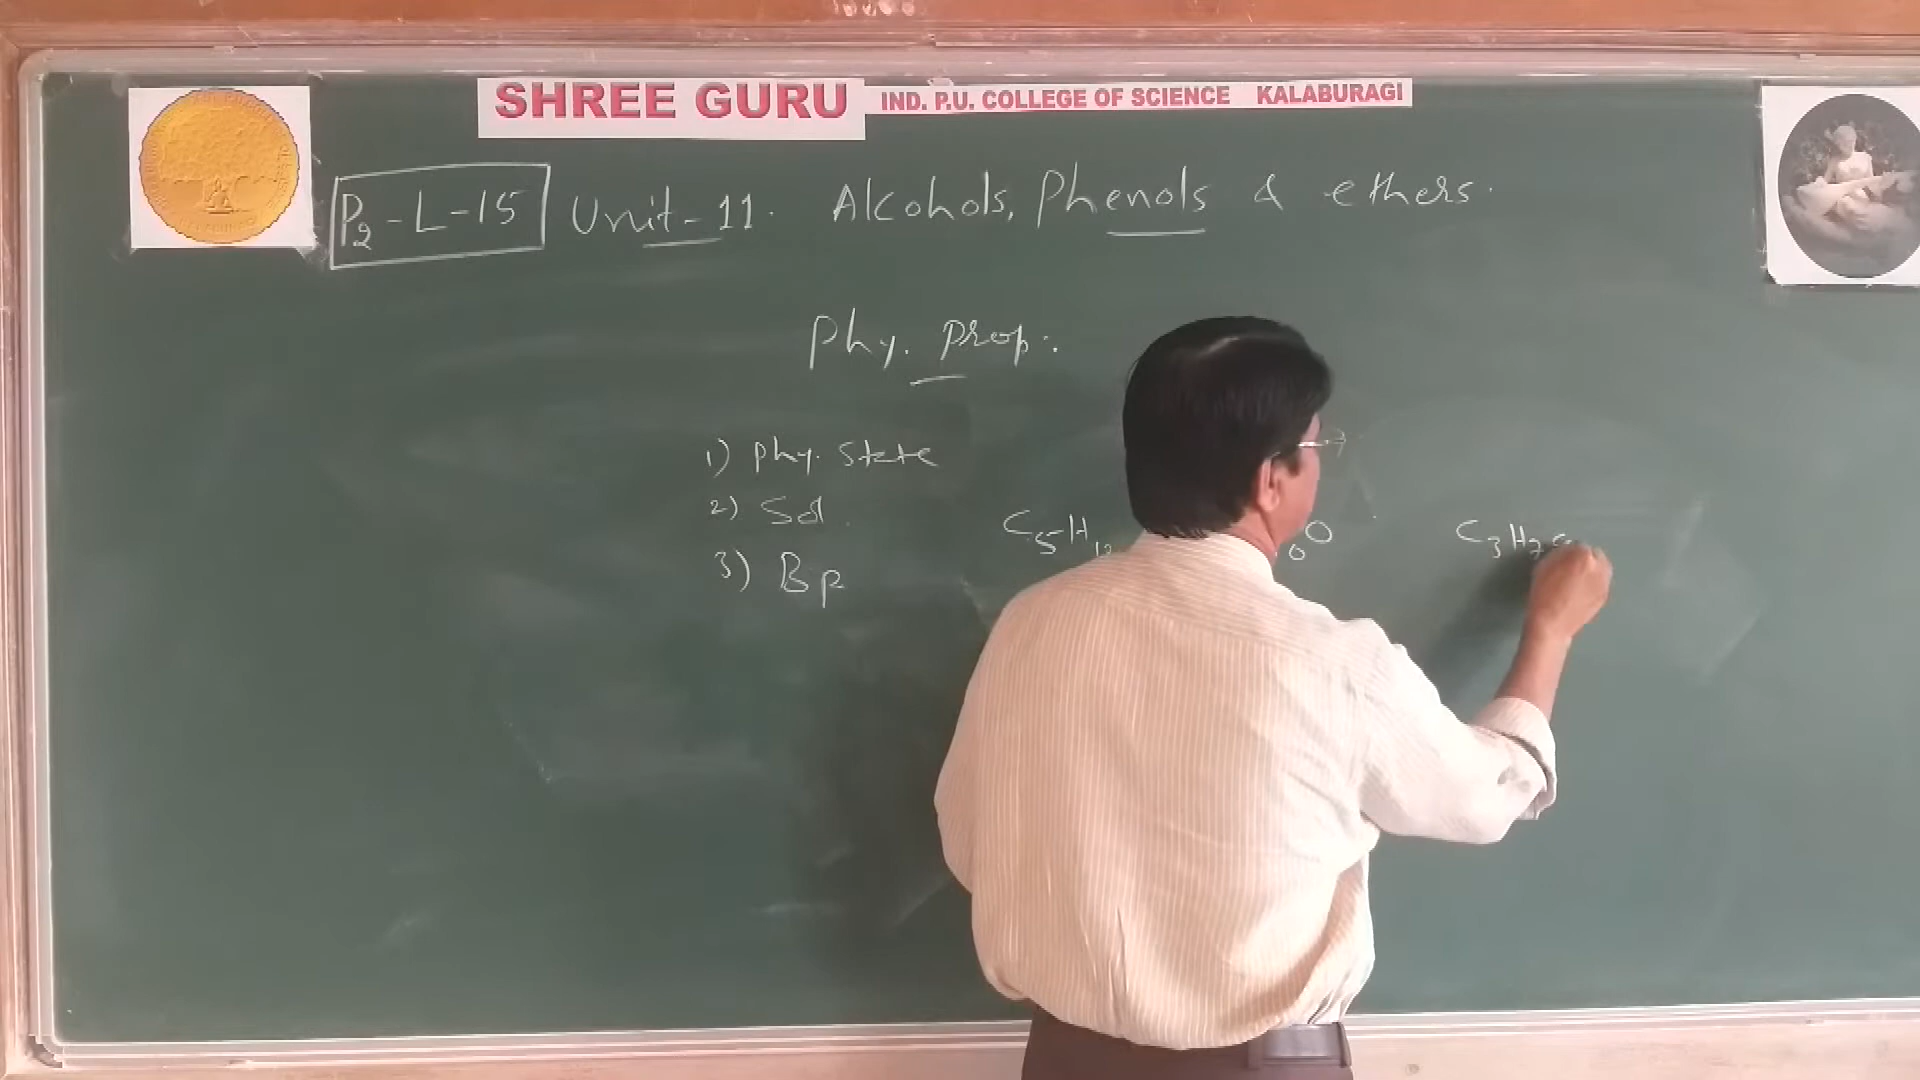 SHREE GURU IND. P.U. COLLEGE OF SCIENCE KALABURAGI
P2-L-15 Unit-11. Alcohols, Phenols & ethers.
Phy. Prop:.
1) Phy. State
2) Sol.
3) Bp
C5H12 O C3H7